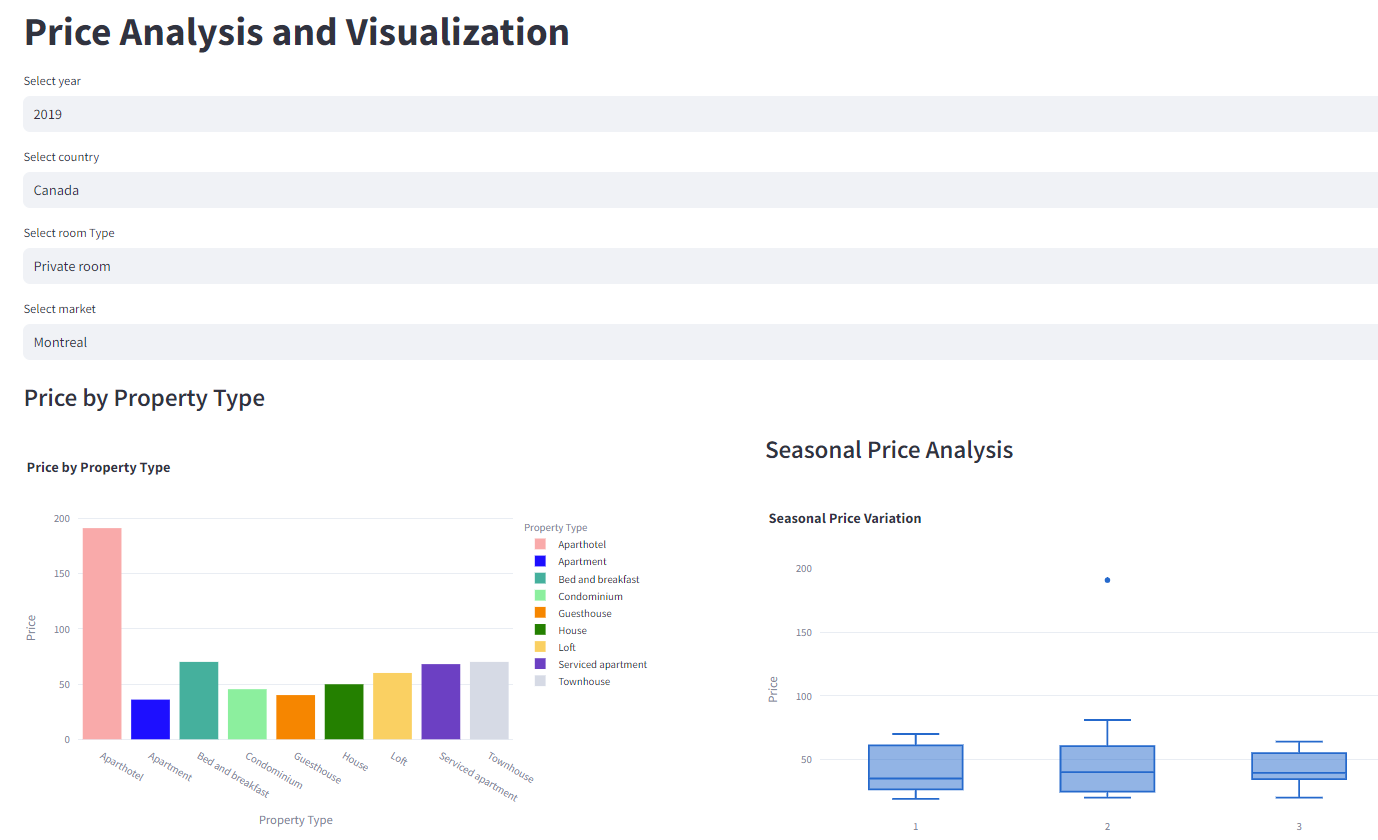 Price Analysis and Visualization
Select year
2019
Select country
Canada
Select room Type
Private room
Select market
Montreal
Price by Property Type
Price by Property Type
200
150
100
50
0
Price
Aparthotel
Apartment
Bed and breakfast
Condominium
Guesthouse
House
Loft
Serviced apartment
Townhouse
Property Type
Property Type
Aparthotel
Apartment
Bed and breakfast
Condominium
Guesthouse
House
Loft
Serviced apartment
Townhouse
Seasonal Price Analysis
Seasonal Price Variation
200
150
100
50
Price
1
2
3